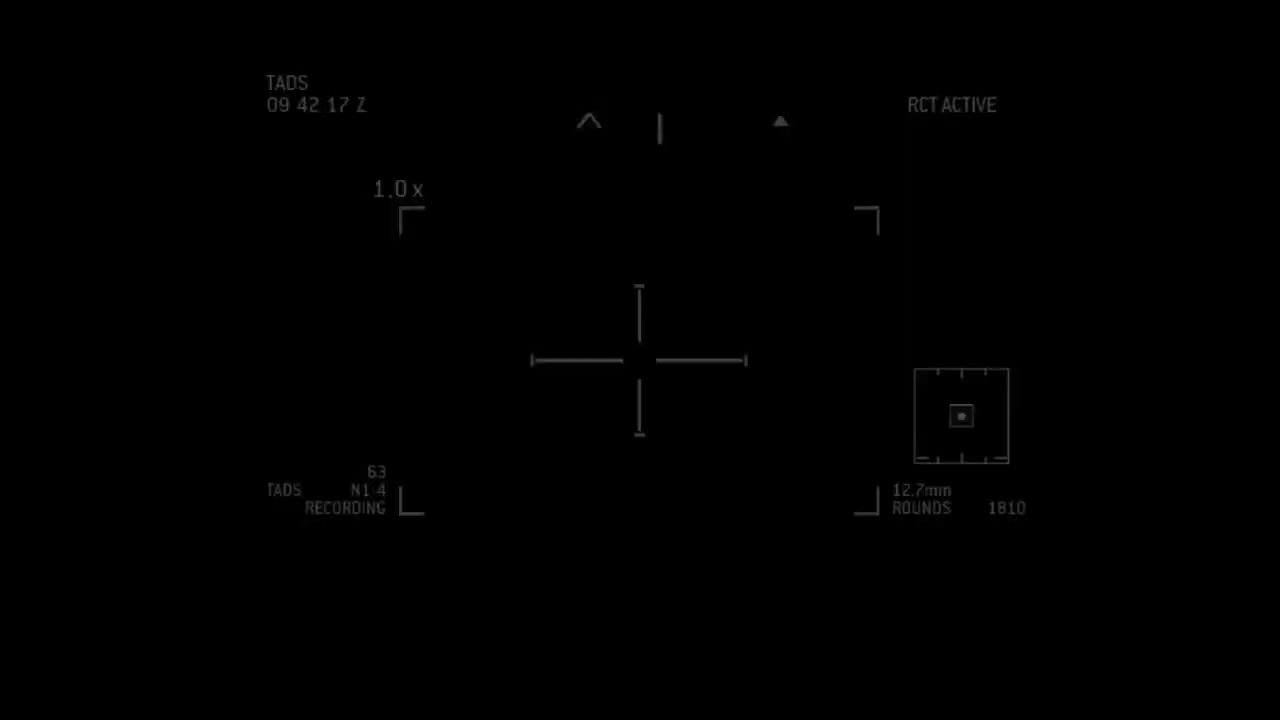 TADS
09 42 17 Z
RCT ACTIVE
1.0 x
63
TADS N1 4
RECORDING
12.7mm
ROUNDS 1810